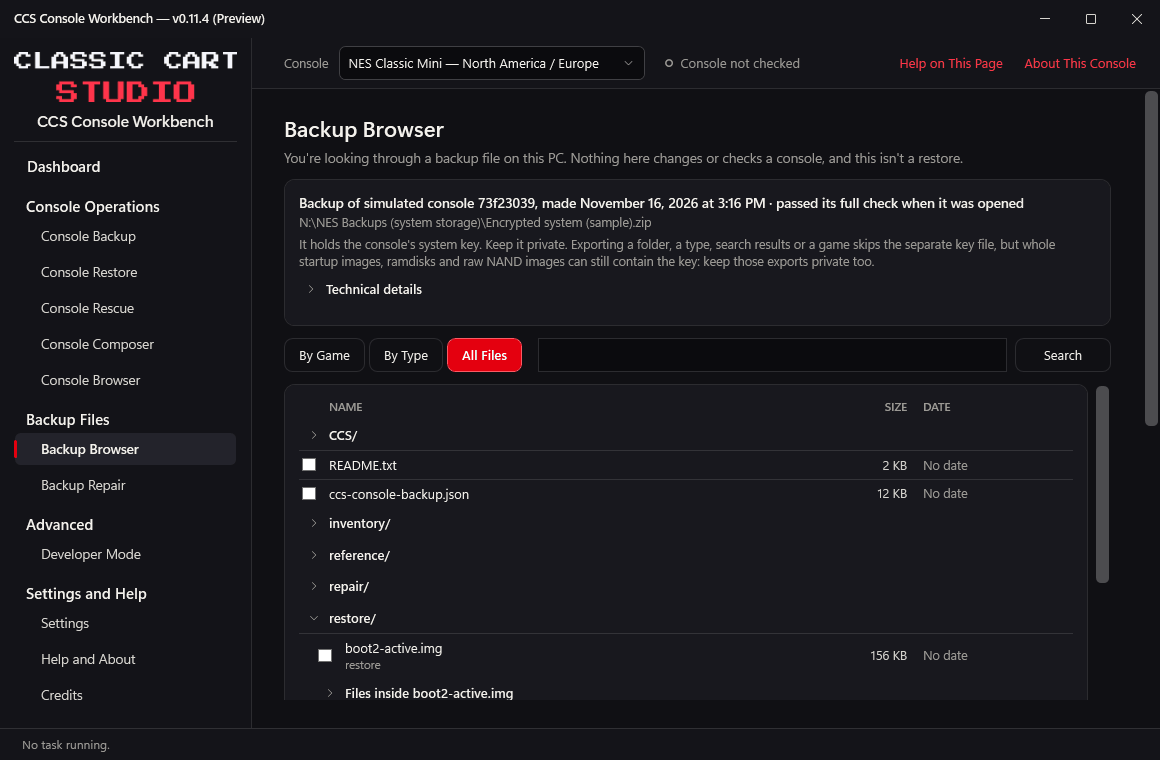 CCS Console Workbench — v0.11.4 (Preview)
CLASSIC CART
STUDIO
CCS Console Workbench
Dashboard
Console Operations
Console Backup
Console Restore
Console Rescue
Console Composer
Console Browser
Backup Files
Backup Browser
Backup Repair
Advanced
Developer Mode
Settings and Help
Settings
Help and About
Credits
Console
NES Classic Mini — North America / Europe
Console not checked
Help on This Page
About This Console
Backup Browser
You're looking through a backup file on this PC. Nothing here changes or checks a console, and this isn't a restore.
Backup of simulated console 73f23039, made November 16, 2026 at 3:16 PM · passed its full check when it was opened
N:\NES Backups (system storage)\Encrypted system (sample).zip
It holds the console's system key. Keep it private. Exporting a folder, a type, search results or a game skips the separate key file, but whole
startup images, ramdisks and raw NAND images can still contain the key: keep those exports private too.
Technical details
By Game
By Type
All Files
Search
NAME SIZE DATE
CCS/
README.txt 2 KB No date
ccs-console-backup.json 12 KB No date
inventory/
reference/
repair/
restore/
boot2-active.img 156 KB No date
restore
Files inside boot2-active.img
No task running.